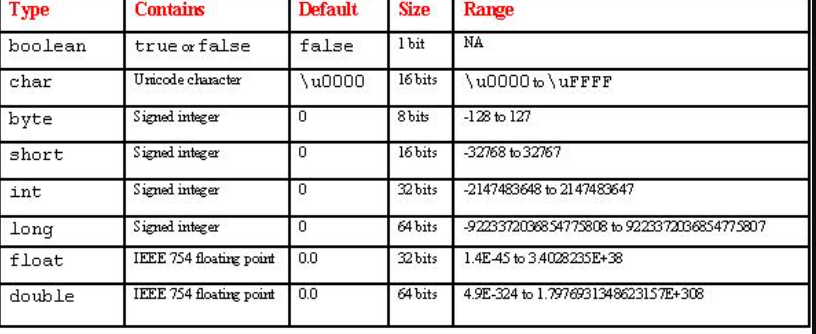 Type Contains Default Size Range
boolean true or false false 1 bit NA
char Unicode character \u0000 16 bits \u0000 to \uFFFF
byte Signed integer 0 8 bits -128 to 127
short Signed integer 0 16 bits -32768 to 32767
int Signed integer 0 32 bits -2147483648 to 2147483647
long Signed integer 0 64 bits -9223372036854775808 to 9223372036854775807
float IEEE 754 floating point 0.0 32 bits 1.4E-45 to 3.4028235E+38
double IEEE 754 floating point 0.0 64 bits 4.9E-324 to 1.7976931348623157E+308